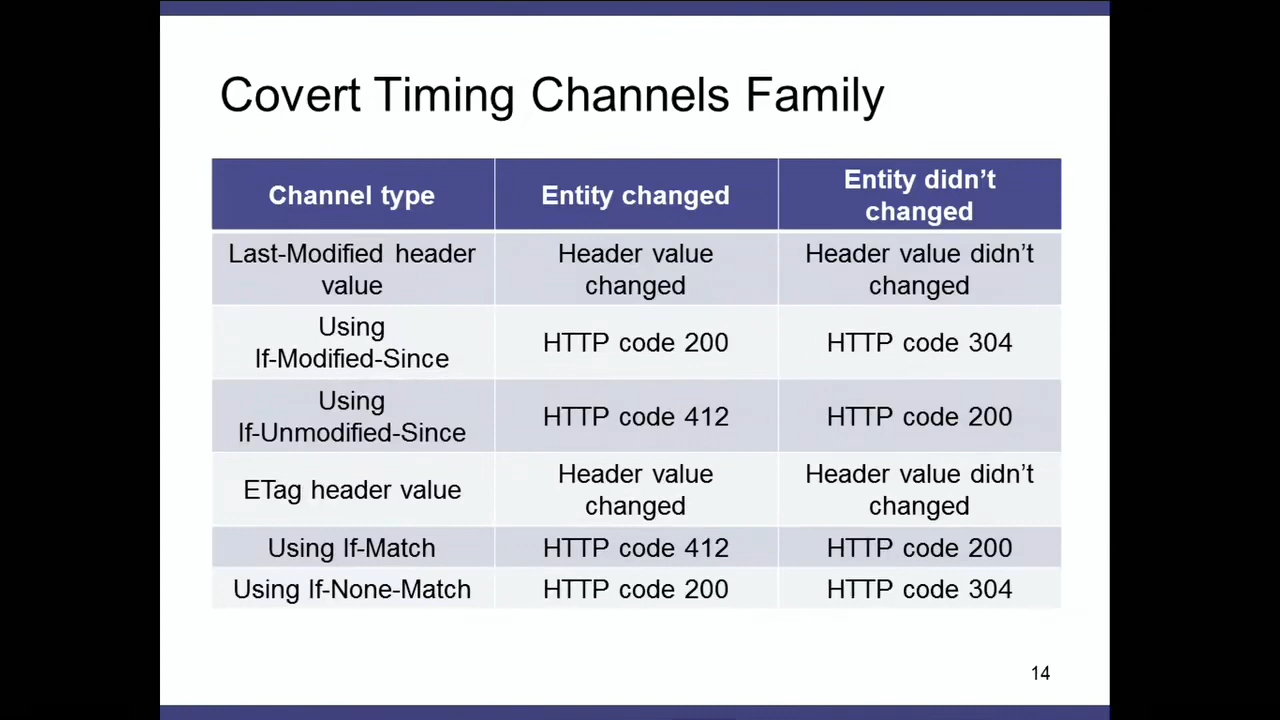 Covert Timing Channels Family
Channel type
Entity changed
Entity didn’t
changed
Last-Modified header
value
Header value
changed
Header value didn’t
changed
Using
If-Modified-Since
HTTP code 200
HTTP code 304
Using
If-Unmodified-Since
HTTP code 412
HTTP code 200
ETag header value
Header value
changed
Header value didn’t
changed
Using If-Match
HTTP code 412
HTTP code 200
Using If-None-Match
HTTP code 200
HTTP code 304
14